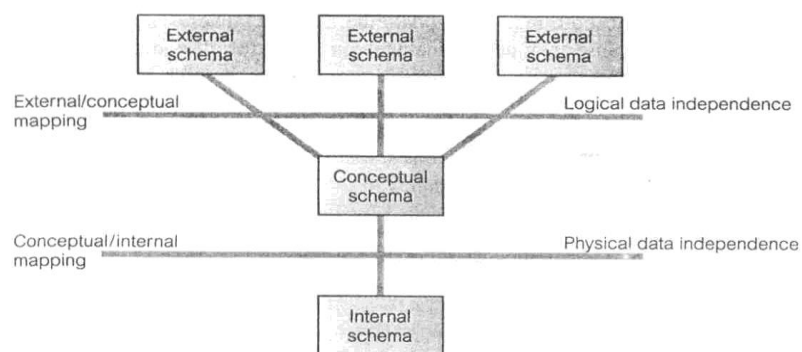 External
schema
External
schema
External
schema
External/conceptual
mapping
Logical data independence
Conceptual
schema
Conceptual/internal
mapping
Physical data independence
Internal
schema